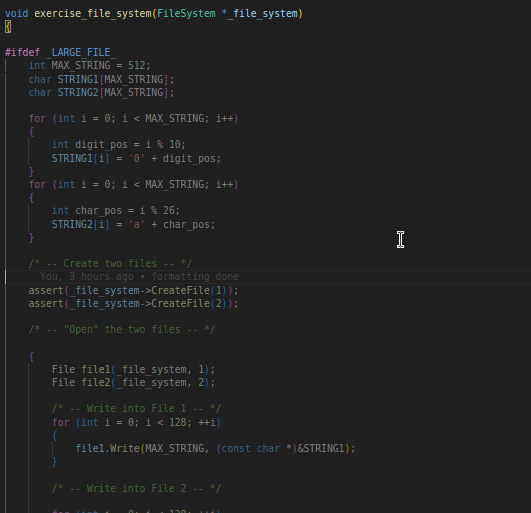 void exercise_file_system(FileSystem *_file_system)
{
#ifdef _LARGE_FILE_
int MAX_STRING = 512;
char STRING1[MAX_STRING];
char STRING2[MAX_STRING];
for (int i = 0; i < MAX_STRING; i++)
{
int digit_pos = i % 10;
STRING1[i] = '0' + digit_pos;
}
for (int i = 0; i < MAX_STRING; i++)
{
int char_pos = i % 26;
STRING2[i] = 'a' + char_pos;
}
/* -- Create two files -- */
You, 3 hours ago • formatting done
assert(_file_system->CreateFile(1));
assert(_file_system->CreateFile(2));
/* -- "Open" the two files -- */
{
File file1(_file_system, 1);
File file2(_file_system, 2);
/* -- Write into File 1 -- */
for (int i = 0; i < 128; ++i)
{
file1.Write(MAX_STRING, (const char *)&STRING1);
}
/* -- Write into File 2 -- */
for (int i = 0; i < 128; ++i)